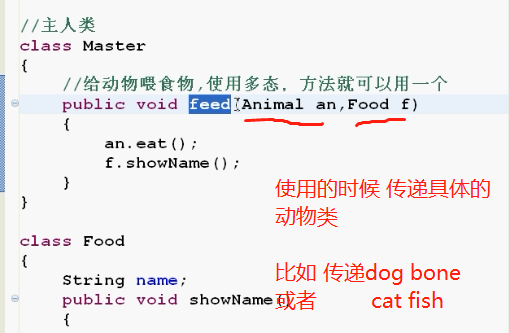 //主人类
class Master
{
//给动物喂食物,使用多态, 方法就可以用一个
public void feed(Animal an,Food f)
{
an.eat();
f.showName();
}
}
使用的时候 传递具体的
动物类
class Food
{
String name;
比如 传递dog bone
public void showName()
或者 cat fish
{